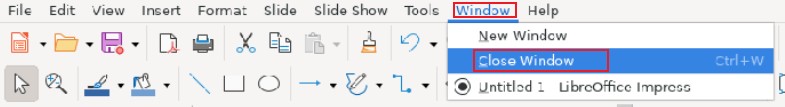 File Edit View Insert Format Slide Slide Show Tools Window Help
New Window
Close Window Ctrl+W
Untitled 1 LibreOffice Impress